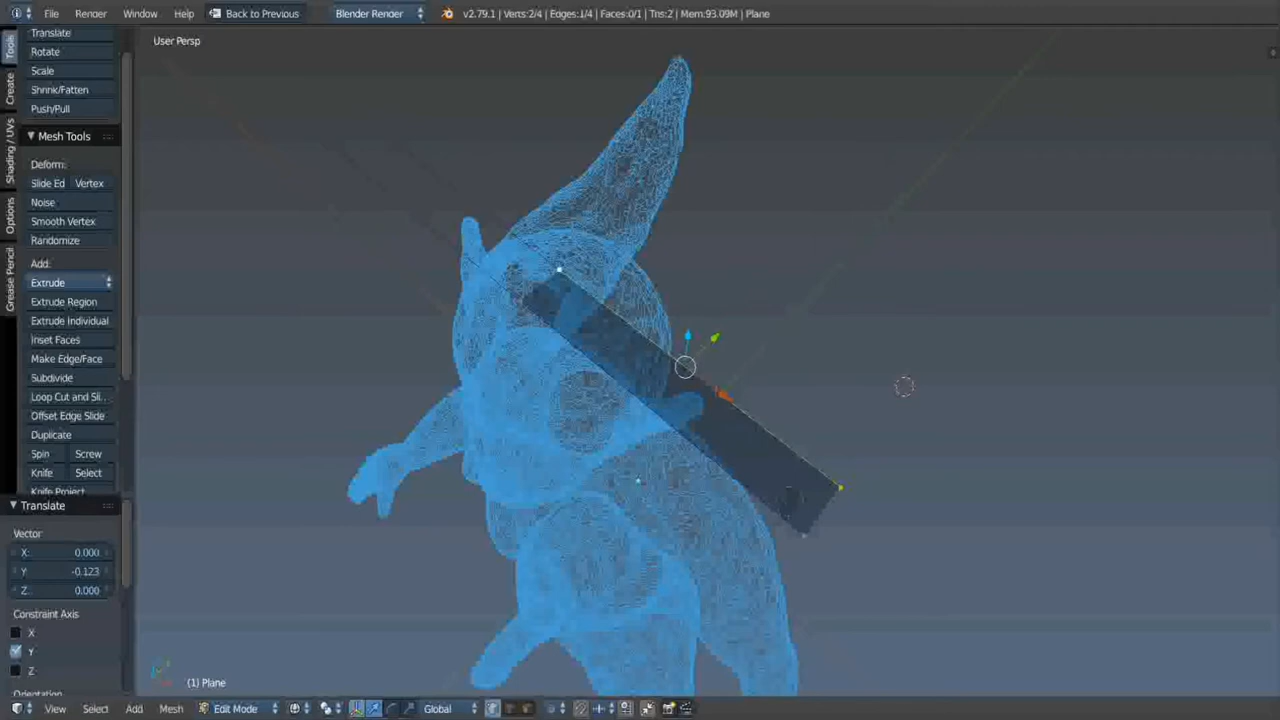 File Render Window Help Back to Previous Blender Render v2.79.1 | Verts:2/4 | Edges:1/4 | Faces:0/1 | Tris:2 | Mem:93.09M | Plane
User Persp
Tools
Create
Shading / UVs
Options
Grease Pencil
Translate
Rotate
Scale
Shrink/Fatten
Push/Pull
Mesh Tools
Deform:
Slide Ed Vertex
Noise
Smooth Vertex
Randomize
Add:
Extrude
Extrude Region
Extrude Individual
Inset Faces
Make Edge/Face
Subdivide
Loop Cut and Sli..
Offset Edge Slide
Duplicate
Spin Screw
Knife Select
Knife Project
Translate
Vector
X: 0.000
Y: -0.123
Z: 0.000
Constraint Axis
X
Y
Z
Orientation
(1) Plane
View Select Add Mesh Edit Mode Global